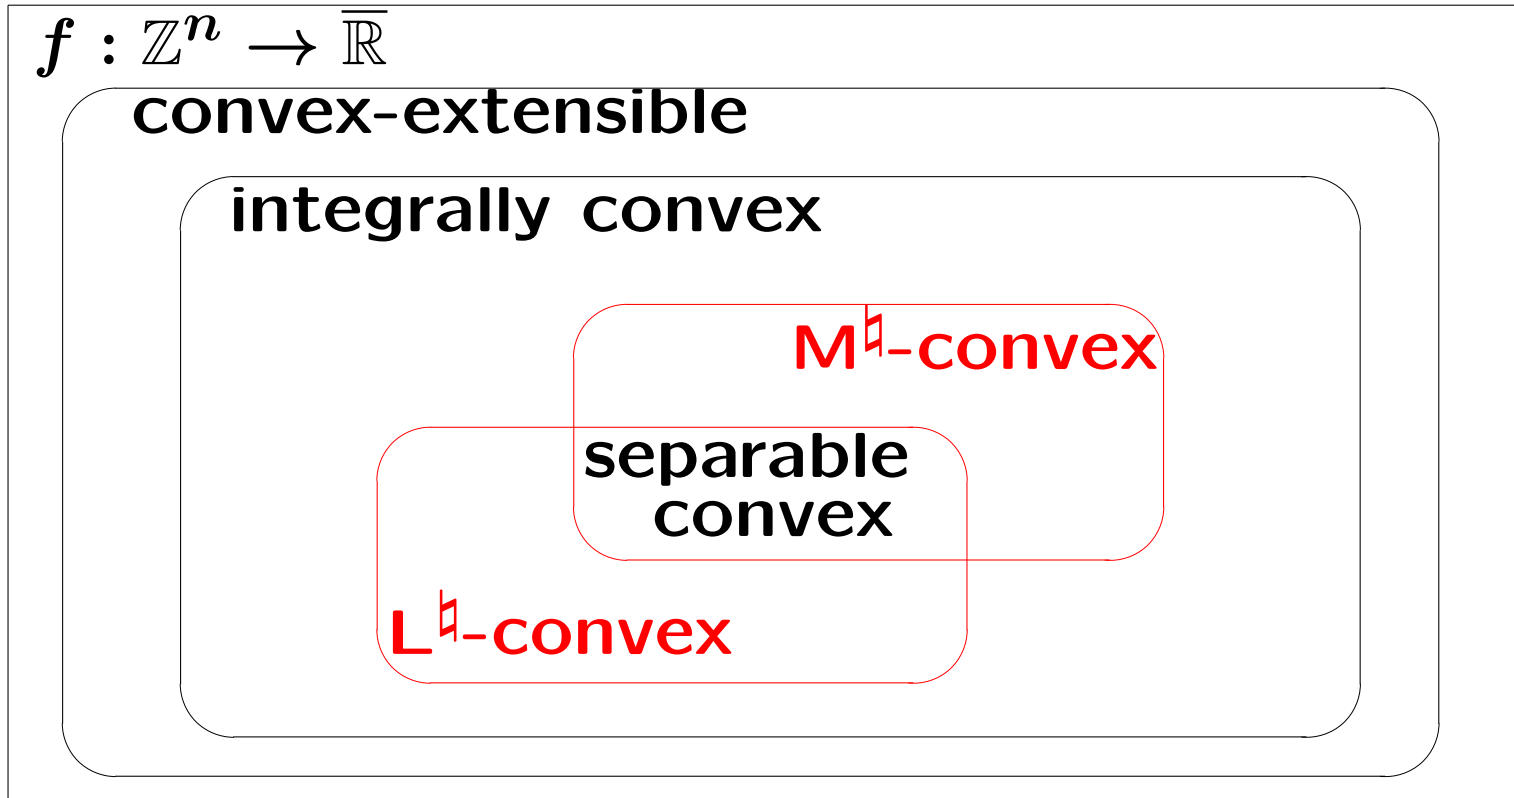 f : ℤⁿ → ℝ̅
convex-extensible
integrally convex
M♮-convex
separable
convex
L♮-convex